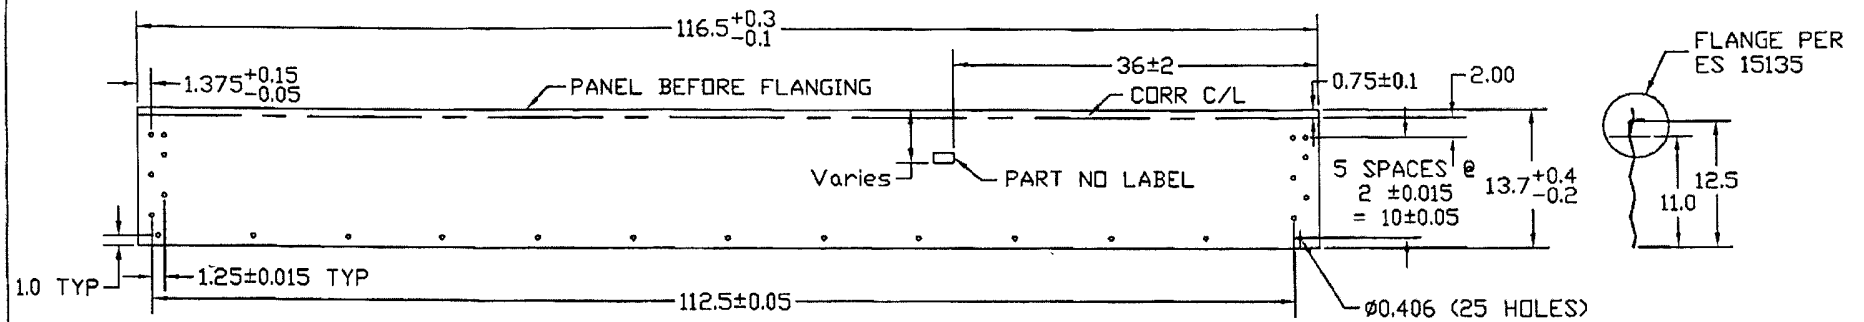 116.5+0.3
-0.1
FLANGE PER
ES 15135
36±2
1.375+0.15
-0.05
PANEL BEFORE FLANGING
CORR C/L
0.75±0.1
2.00
Varies
PART NO LABEL
5 SPACES @
2 ±0.015
= 10±0.05
13.7+0.4
-0.2
11.0
12.5
1.0 TYP
1.25±0.015 TYP
112.5±0.05
ø0.406 (25 HOLES)